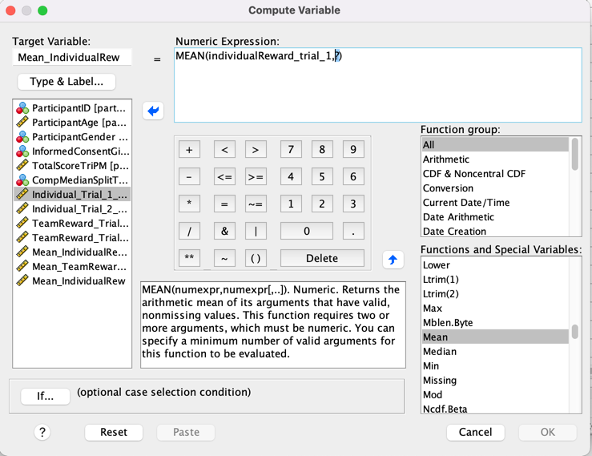 Compute Variable
Target Variable:
Mean_IndividualRew
=
Numeric Expression:
MEAN(individualReward_trial_1,?)
Type & Label...
ParticipantID [part...
ParticipantAge [pa...
ParticipantGender ...
InformedConsentGi...
TotalScoreTriPM [p...
CompMedianSplitT...
Individual_Trial_1_...
Individual_Trial_2_...
TeamReward_Trial...
TeamReward_Trial...
Mean_IndividualRe...
Mean_TeamRewar...
Mean_IndividualRew
+ < > 7 8 9
- <= >= 4 5 6
* = ~= 1 2 3
/ & | 0 .
** ~ () Delete
Function group:
All
Arithmetic
CDF & Noncentral CDF
Conversion
Current Date/Time
Date Arithmetic
Date Creation
Functions and Special Variables:
Lower
Ltrim(1)
Ltrim(2)
Max
Mblen.Byte
Mean
Median
Min
Missing
Mod
Ncdf.Beta
MEAN(numexpr,numexpr[,..]). Numeric. Returns the
arithmetic mean of its arguments that have valid,
nonmissing values. This function requires two or
more arguments, which must be numeric. You can
specify a minimum number of valid arguments for
this function to be evaluated.
If...
(optional case selection condition)
?
Reset
Paste
Cancel
OK